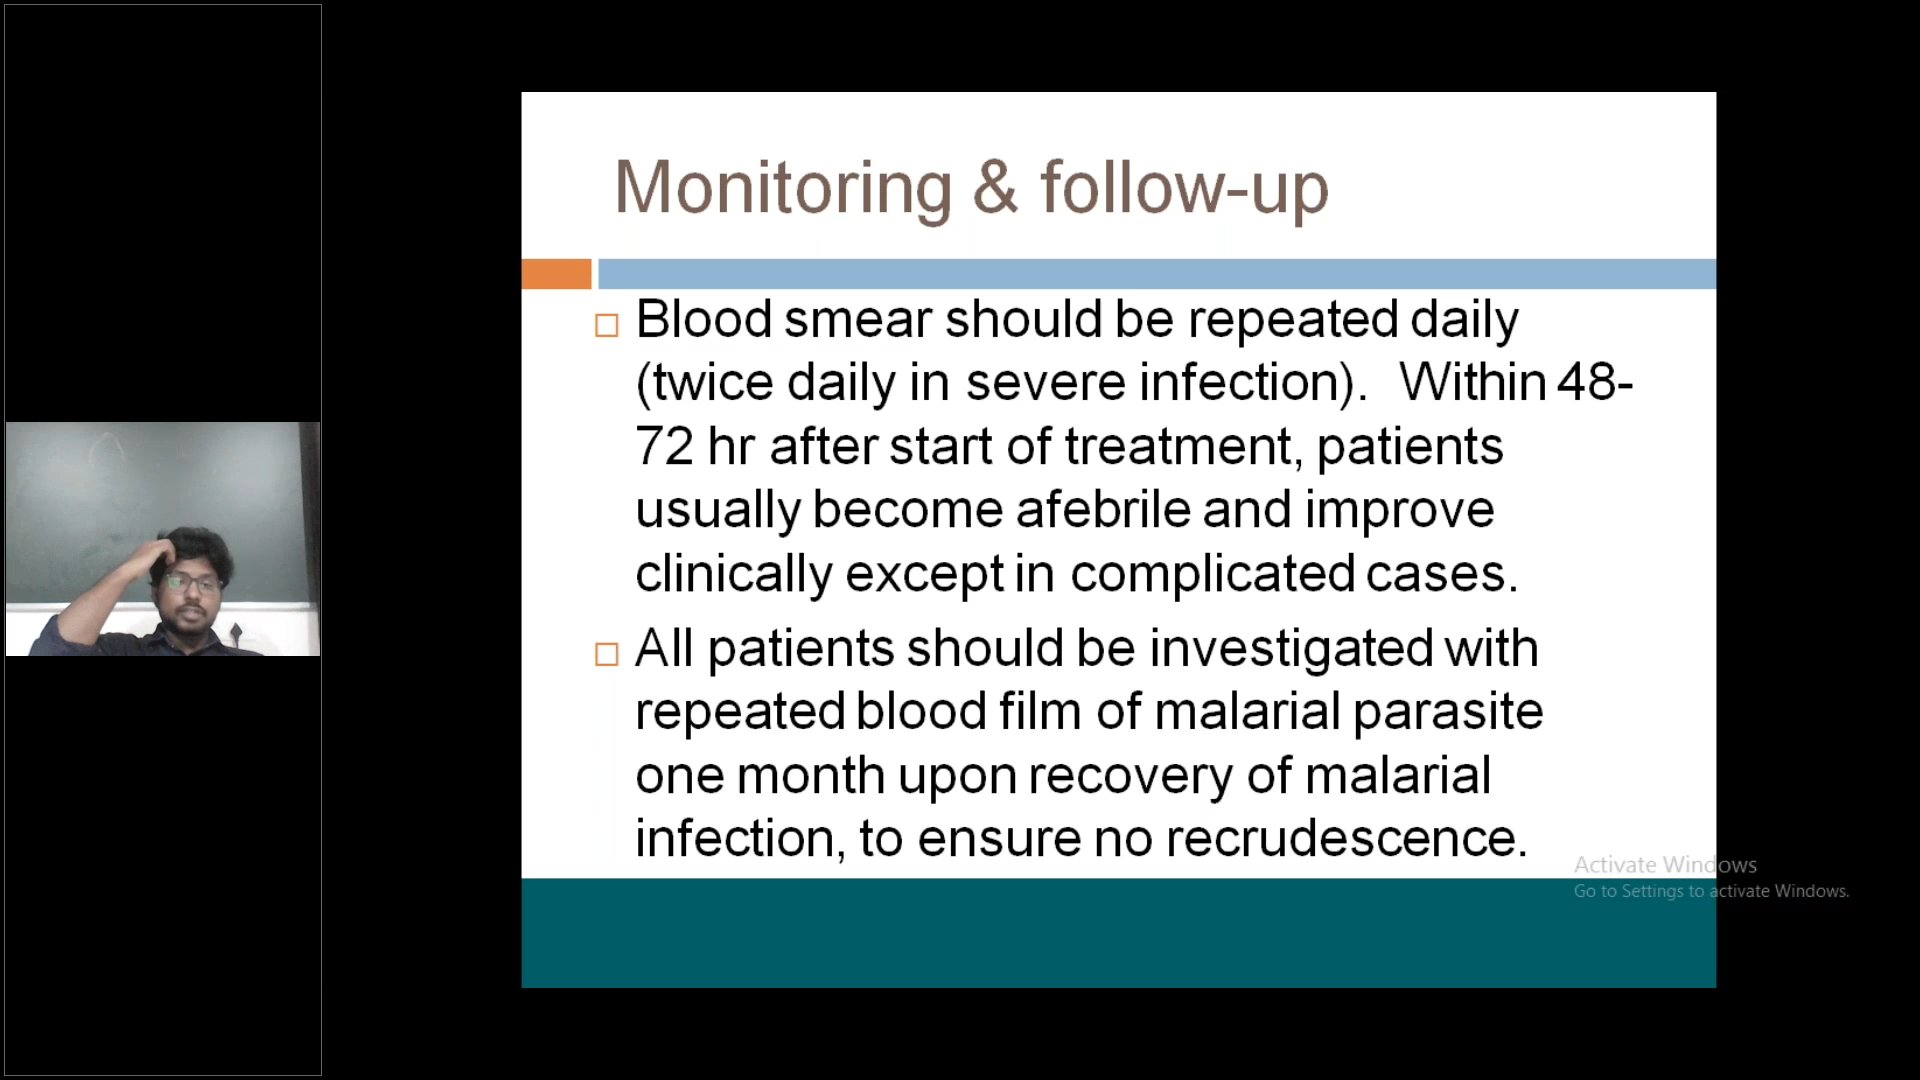 Monitoring & follow-up
Blood smear should be repeated daily
(twice daily in severe infection).  Within 48-
72 hr after start of treatment, patients
usually become afebrile and improve
clinically except in complicated cases.
All patients should be investigated with
repeated blood film of malarial parasite
one month upon recovery of malarial
infection, to ensure no recrudescence.
Activate Windows
Go to Settings to activate Windows.